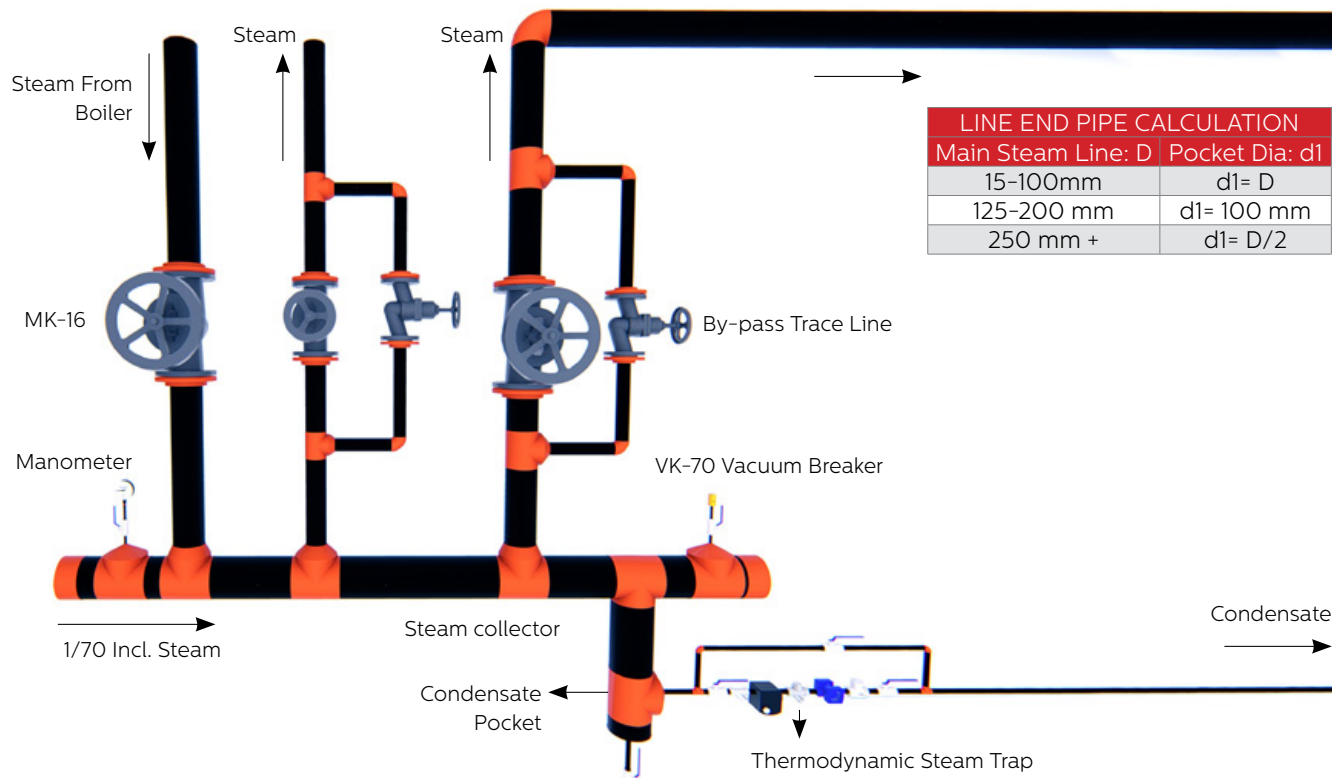 Steam
Steam
Steam From
Boiler
LINE END PIPE CALCULATION
Main Steam Line: D Pocket Dia: d1
15-100mm d1= D
125-200 mm d1= 100 mm
250 mm + d1= D/2
MK-16
By-pass Trace Line
Manometer
VK-70 Vacuum Breaker
1/70 Incl. Steam
Steam collector
Condensate
Condensate
Pocket
Thermodynamic Steam Trap